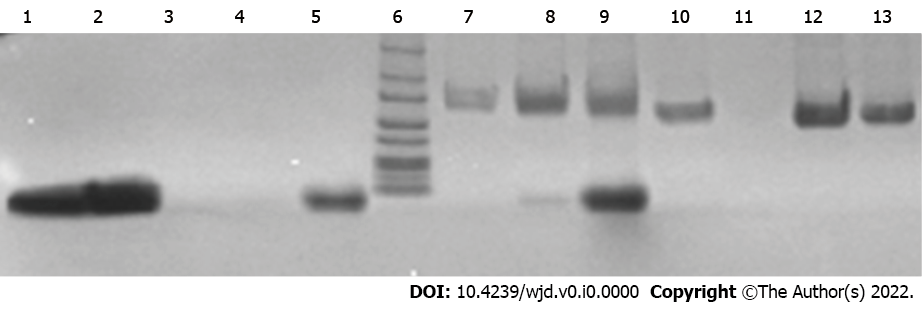 1 2 3 4 5 6 7 8 9 10 11 12 13
DOI: 10.4239/wjd.v0.i0.0000 Copyright ©The Author(s) 2022.